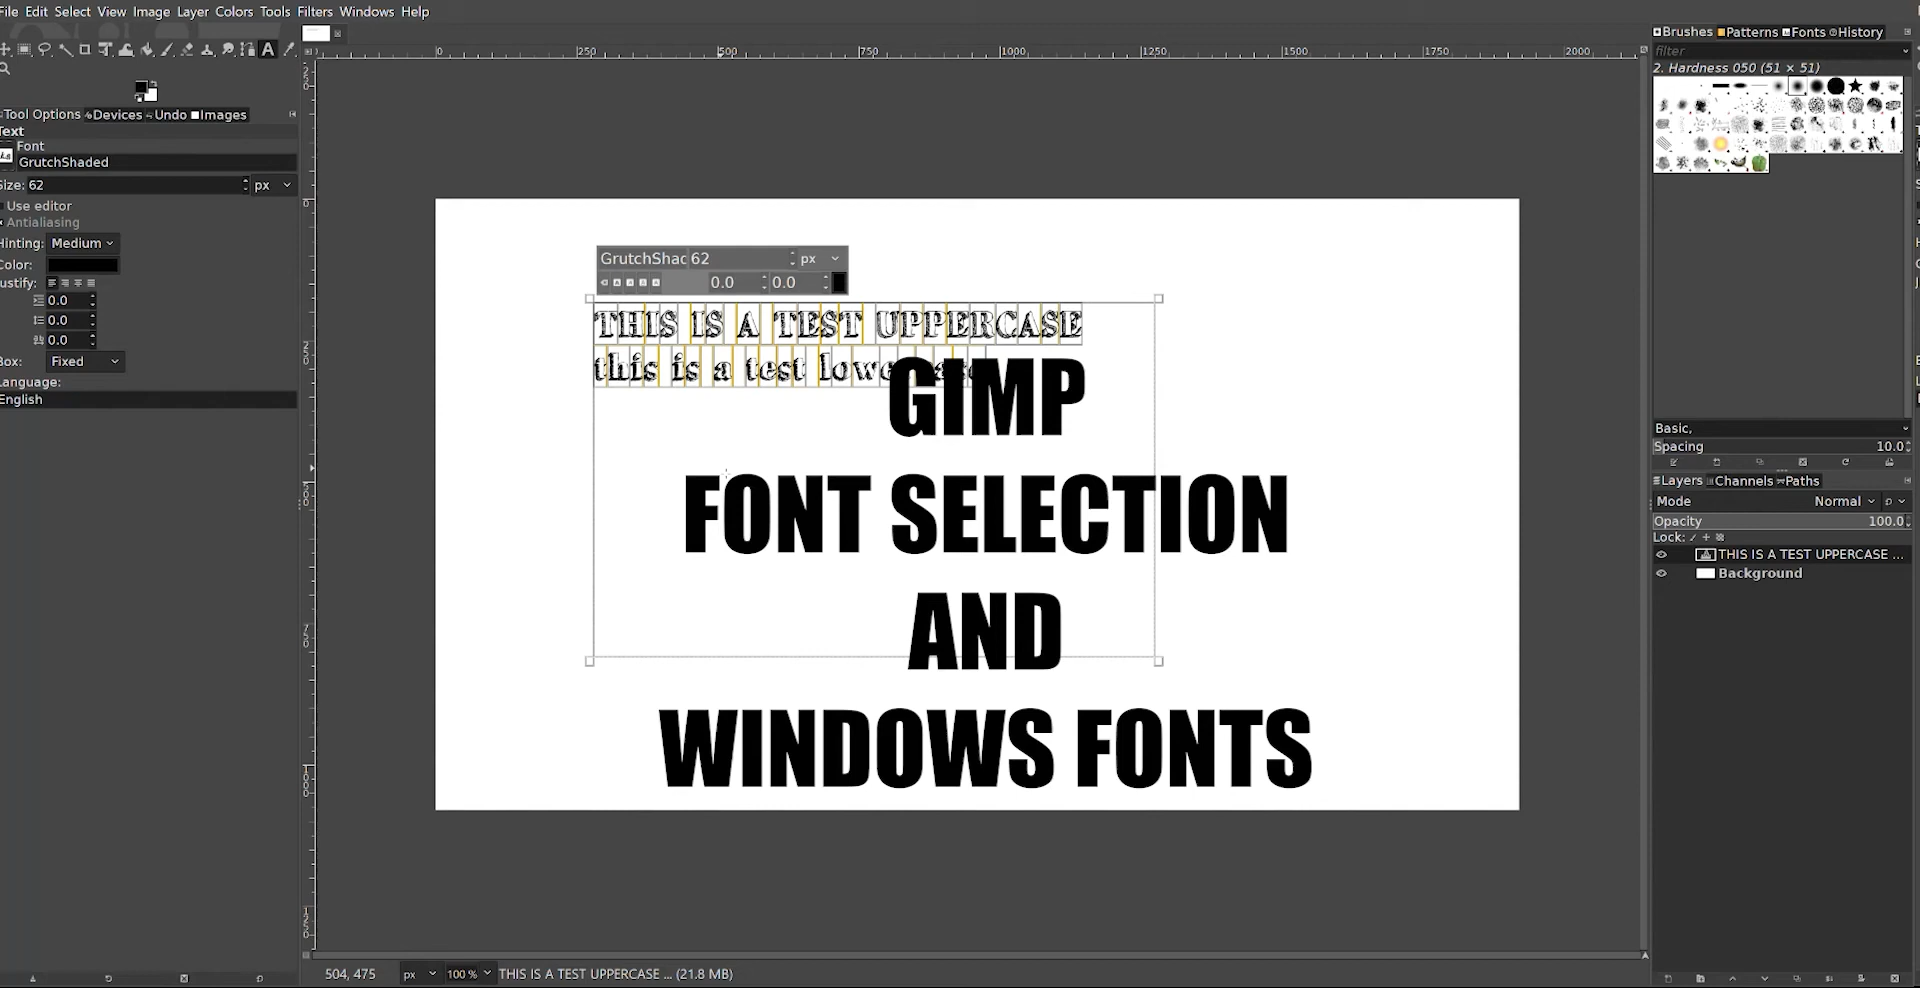 File Edit Select View Image Layer Colors Tools Filters Windows Help
Tool Options Devices Undo Images
Text
Font
GrutchShaded
Size: 62 px
Use editor
Antialiasing
Hinting: Medium
Color:
Justify:
0.0
0.0
0.0
Box: Fixed
Language:
English
0 250 500 750 1000 1250 1500 1750 2000
GrutchShac 62 px
0.0 0.0
THIS IS A TEST UPPERCASE
this is a test
GIMP
FONT SELECTION
AND
WINDOWS FONTS
504, 475 px 100 % THIS IS A TEST UPPERCASE ... (21.8 MB)
Brushes Patterns Fonts History
filter
2. Hardness 050 (51 × 51)
Basic,
Spacing 10.0
Layers Channels Paths
Mode Normal
Opacity 100.0
Lock:
THIS IS A TEST UPPERCASE ...
Background